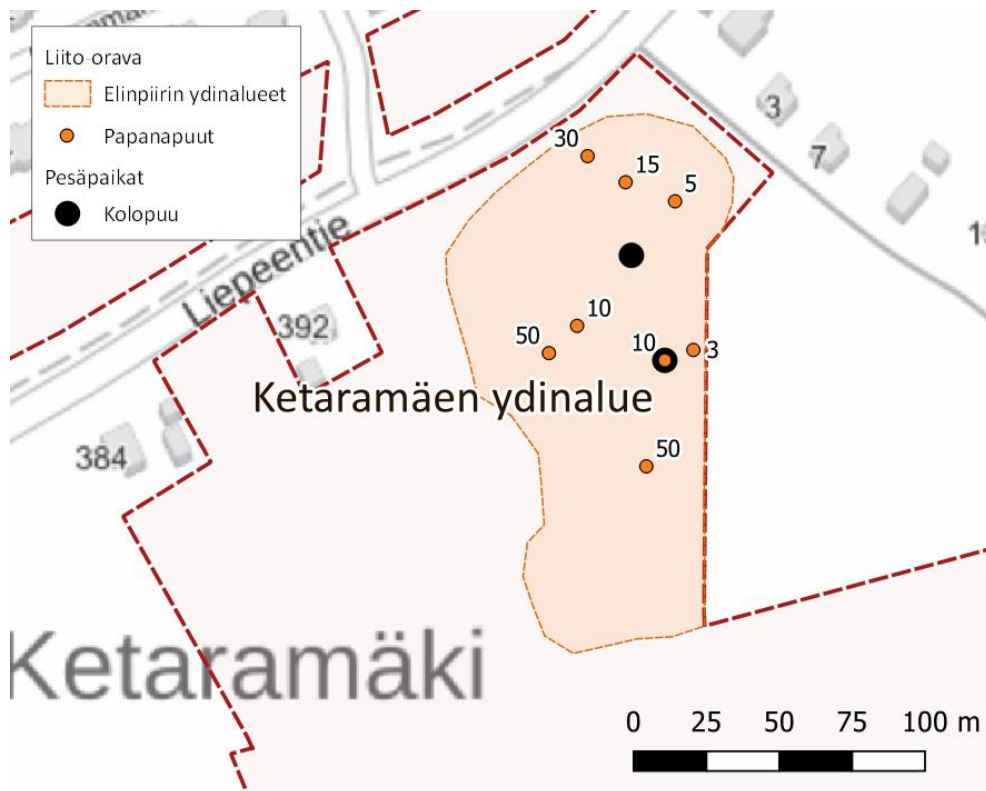 Liito-orava
Elinpiirin ydinalueet
Papanapuut
Pesäpaikat
Kolopuu
3
7
30
15
5
Liepeentie
392
10
50
10
3
Ketaramäen ydinalue
384
50
Ketaramäki
0 25 50 75 100 m